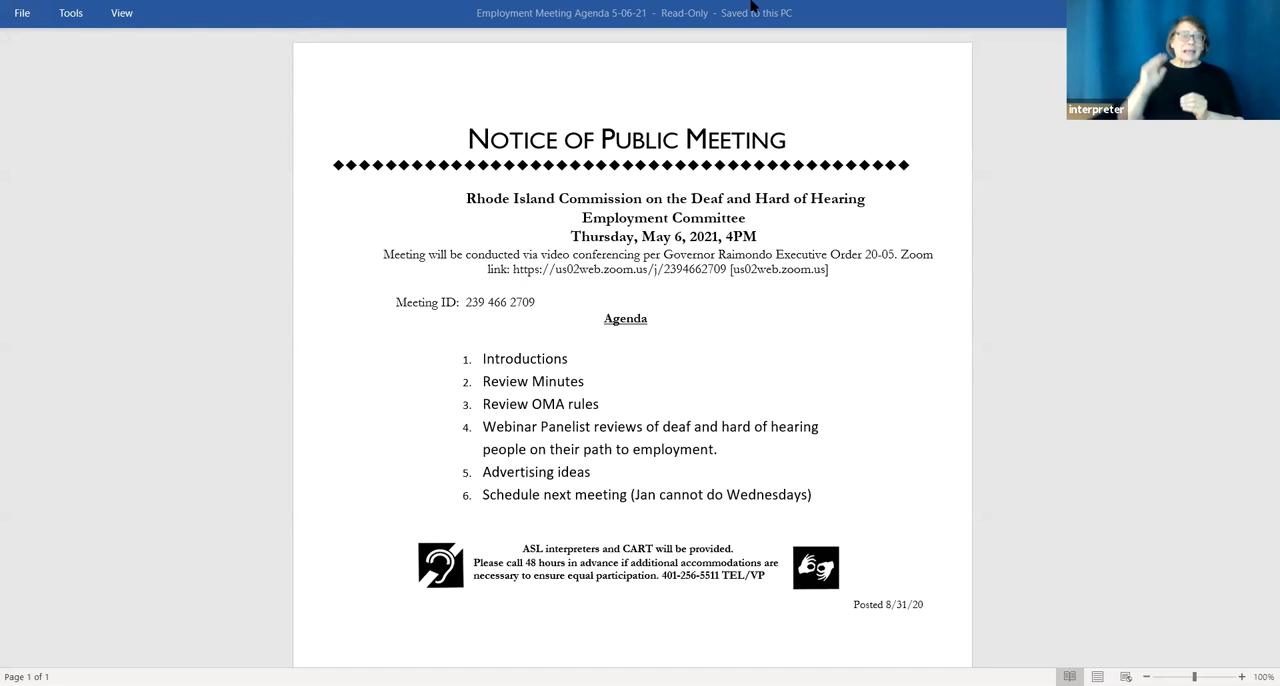 File Tools View Employment Meeting Agenda 5-06-21 - Read-Only - Saved to this PC
interpreter
NOTICE OF PUBLIC MEETING
Rhode Island Commission on the Deaf and Hard of Hearing
Employment Committee
Thursday, May 6, 2021, 4PM
Meeting will be conducted via video conferencing per Governor Raimondo Executive Order 20-05. Zoom
link: https://us02web.zoom.us/j/2394662709 [us02web.zoom.us]
Meeting ID: 239 466 2709
Agenda
1. Introductions
2. Review Minutes
3. Review OMA rules
4. Webinar Panelist reviews of deaf and hard of hearing
people on their path to employment.
5. Advertising ideas
6. Schedule next meeting (Jan cannot do Wednesdays)
ASL interpreters and CART will be provided.
Please call 48 hours in advance if additional accommodations are
necessary to ensure equal participation. 401-256-5511 TEL/VP
Posted 8/31/20
Page 1 of 1
100%